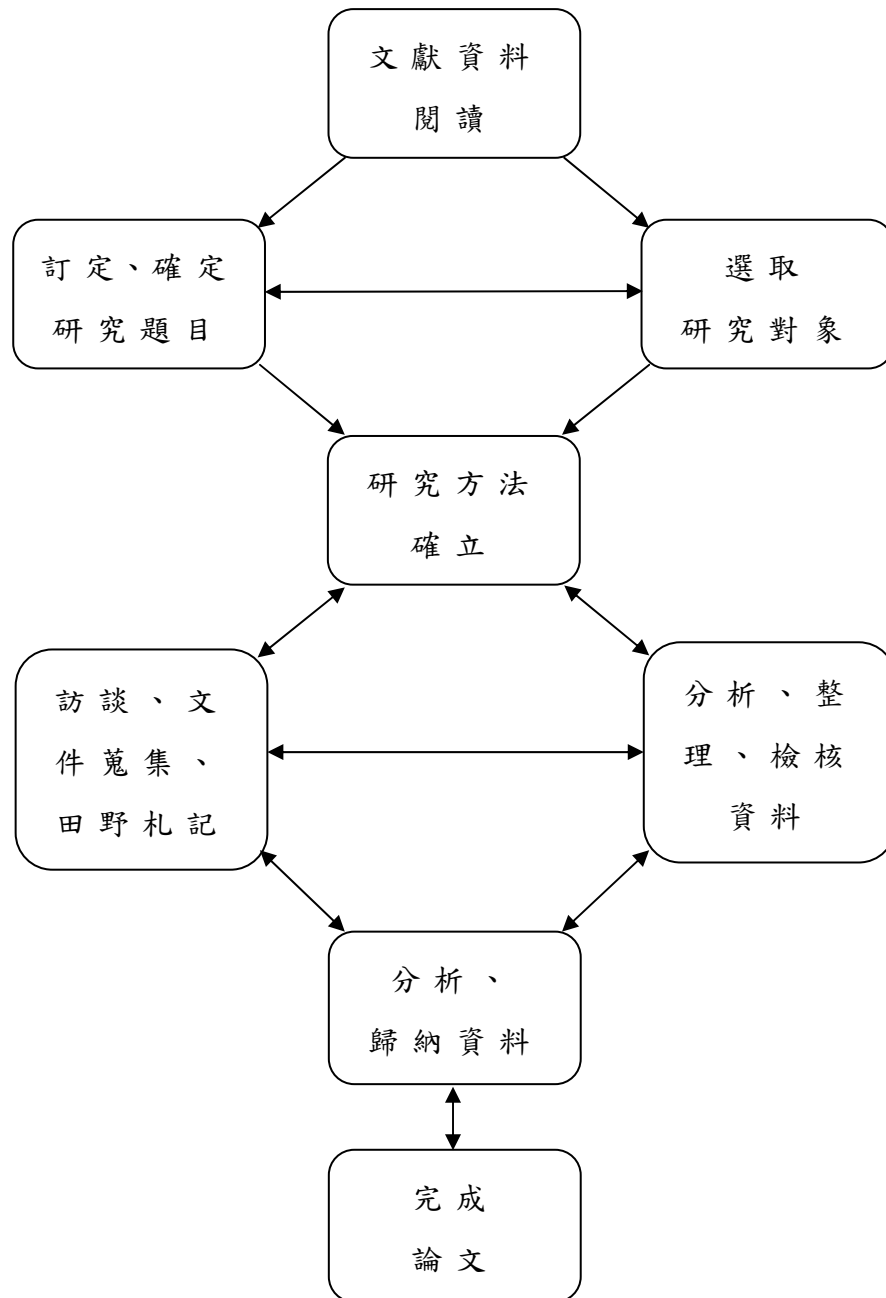 文獻資料
閱讀
訂定、確定
研究題目
選取
研究對象
研究方法
確立
訪談、文
件蒐集、
田野札記
分析、整
理、檢核
資料
分析、
歸納資料
完成
論文